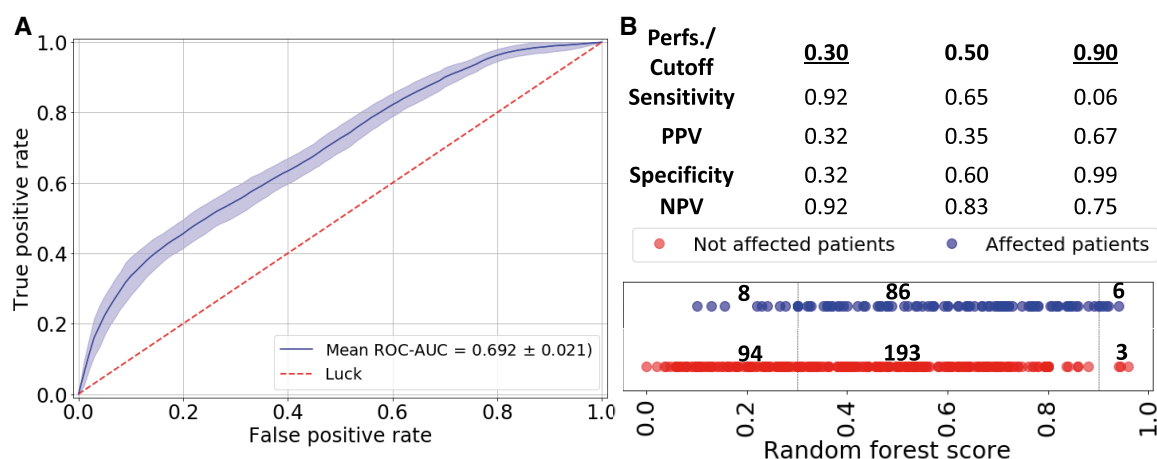 A
1.0
0.8
0.6
0.4
0.2
0.0
True positive rate
0.0 0.2 0.4 0.6 0.8 1.0
False positive rate
Mean ROC-AUC = 0.692 ± 0.021)
Luck
B
Perfs./
Cutoff 0.30 0.50 0.90
Sensitivity 0.92 0.65 0.06
PPV 0.32 0.35 0.67
Specificity 0.32 0.60 0.99
NPV 0.92 0.83 0.75
Not affected patients Affected patients
8 86 6
94 193 3
0.0 0.2 0.4 0.6 0.8 1.0
Random forest score